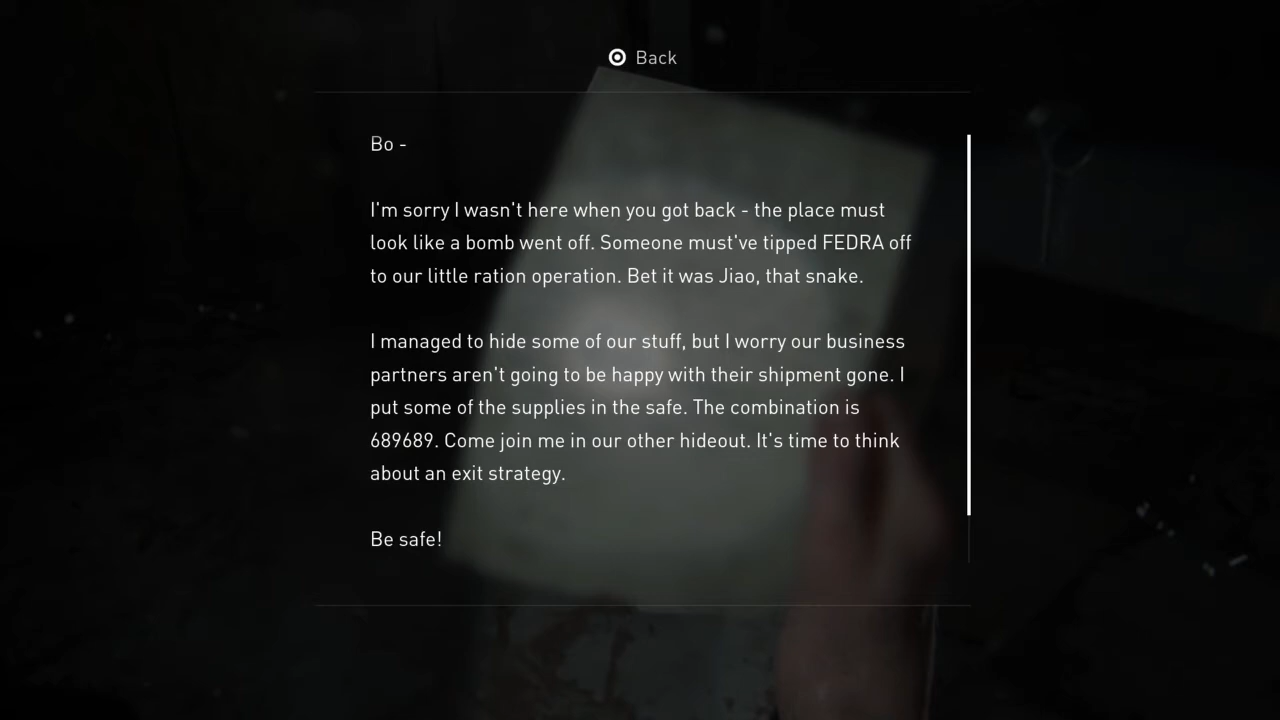 Back
Bo -
I'm sorry I wasn't here when you got back - the place must
look like a bomb went off. Someone must've tipped FEDRA off
to our little ration operation. Bet it was Jiao, that snake.
I managed to hide some of our stuff, but I worry our business
partners aren't going to be happy with their shipment gone. I
put some of the supplies in the safe. The combination is
689689. Come join me in our other hideout. It's time to think
about an exit strategy.
Be safe!